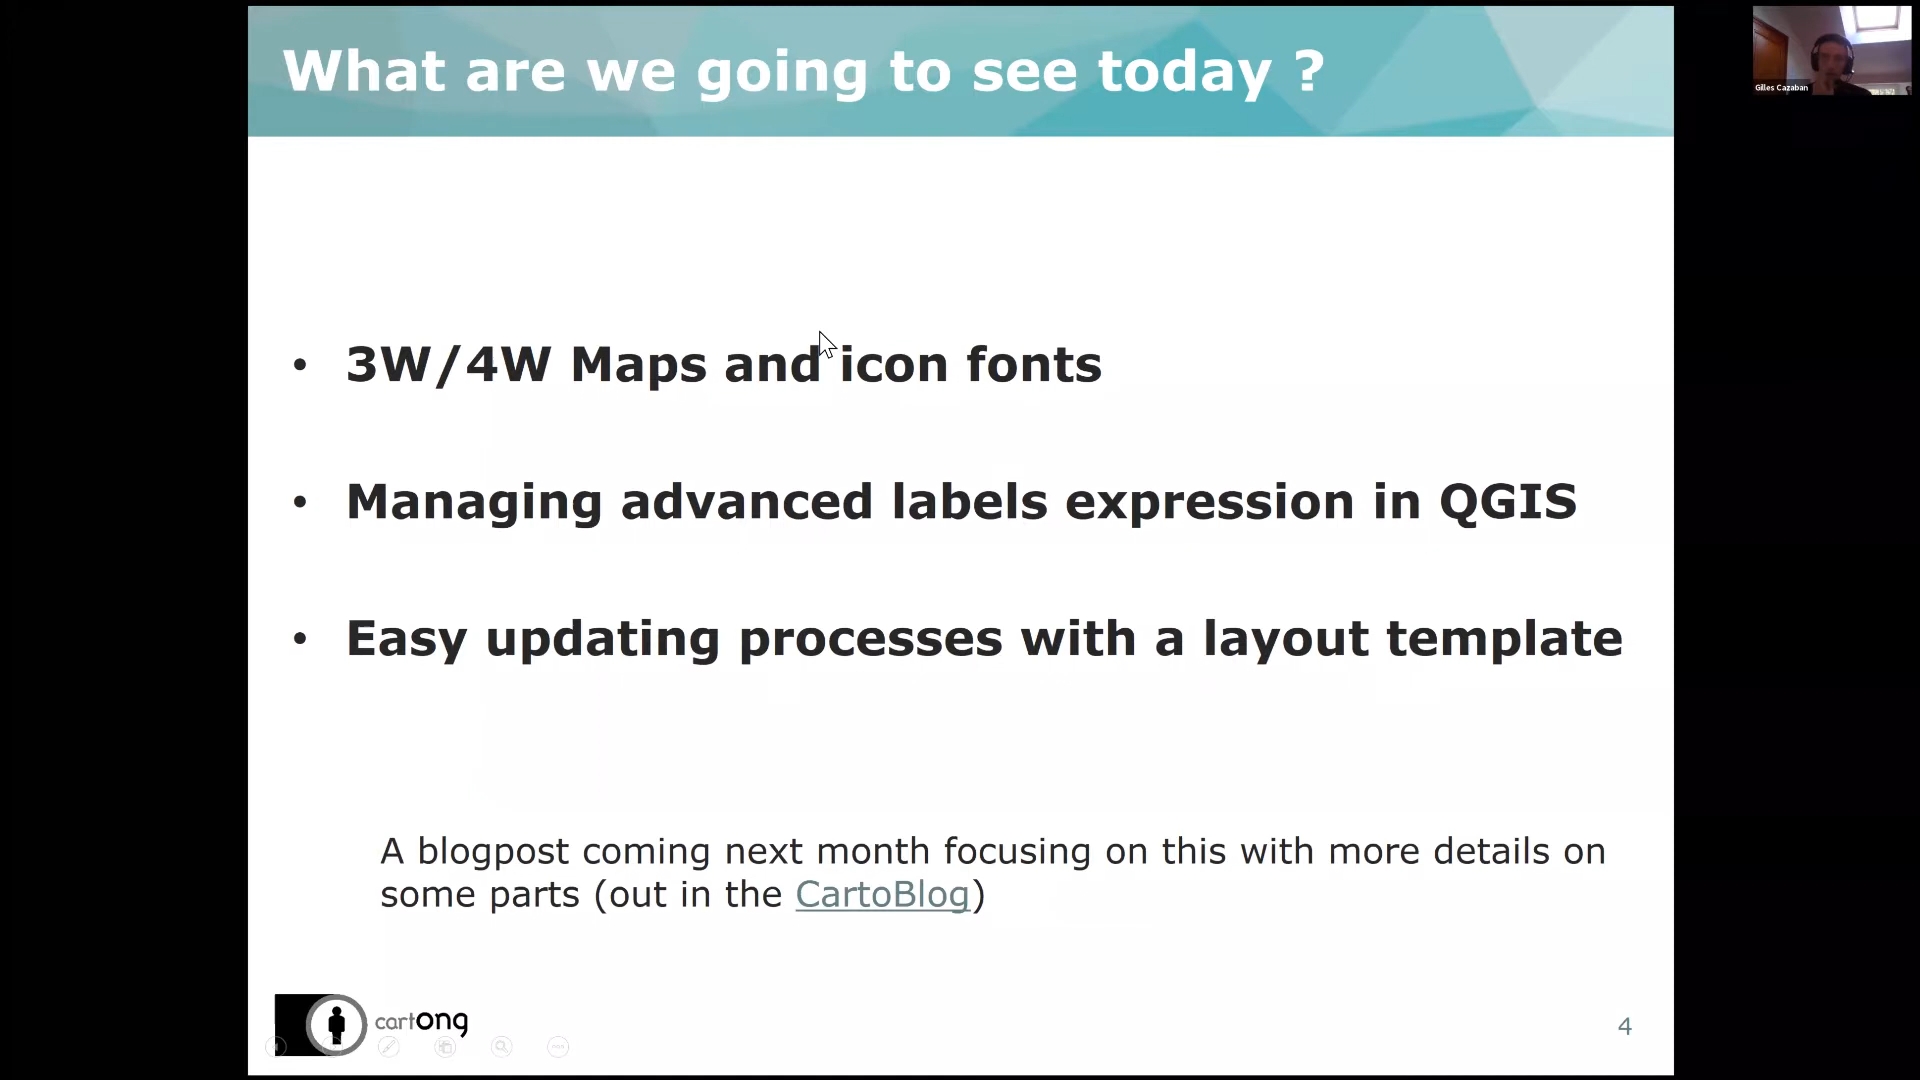 What are we going to see today ?
Gilles Cazaban
• 3W/4W Maps and icon fonts
• Managing advanced labels expression in QGIS
• Easy updating processes with a layout template
A blogpost coming next month focusing on this with more details on
some parts (out in the CartoBlog)
cartong
4